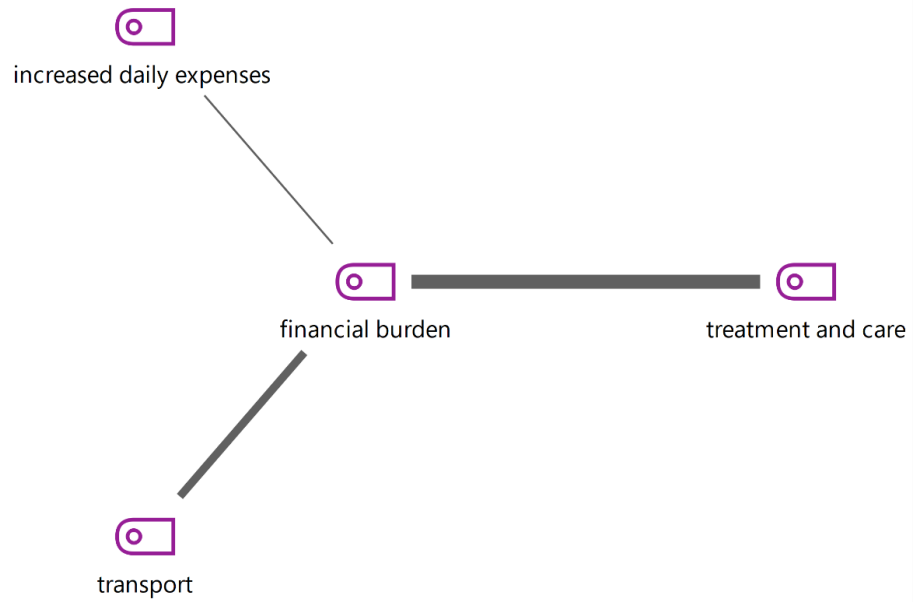 increased daily expenses
financial burden
treatment and care
transport